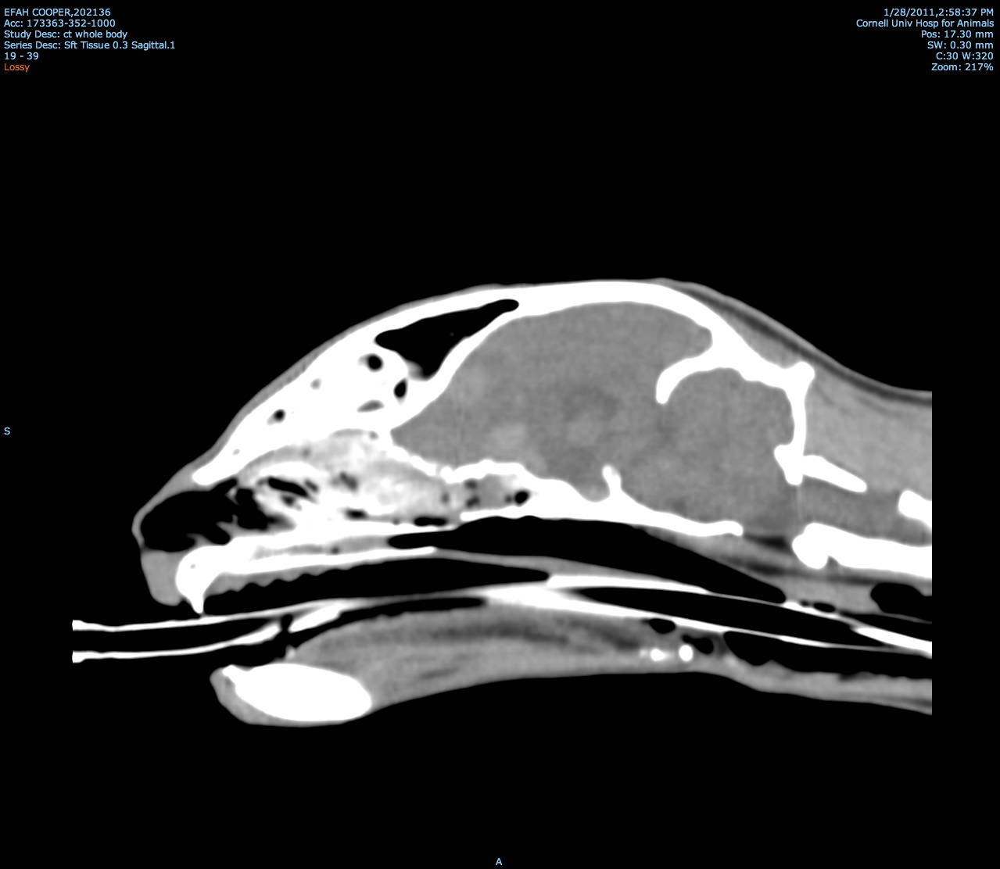 EFAH COOPER,202136
Acc: 173363-352-1000
Study Desc: ct whole body
Series Desc: Sft Tissue 0.3 Sagittal.1
19 - 39
Lossy
1/28/2011,2:58:37 PM
Cornell Univ Hosp for Animals
Pos: 17.30 mm
SW: 0.30 mm
C:30 W:320
Zoom: 217%
S
A